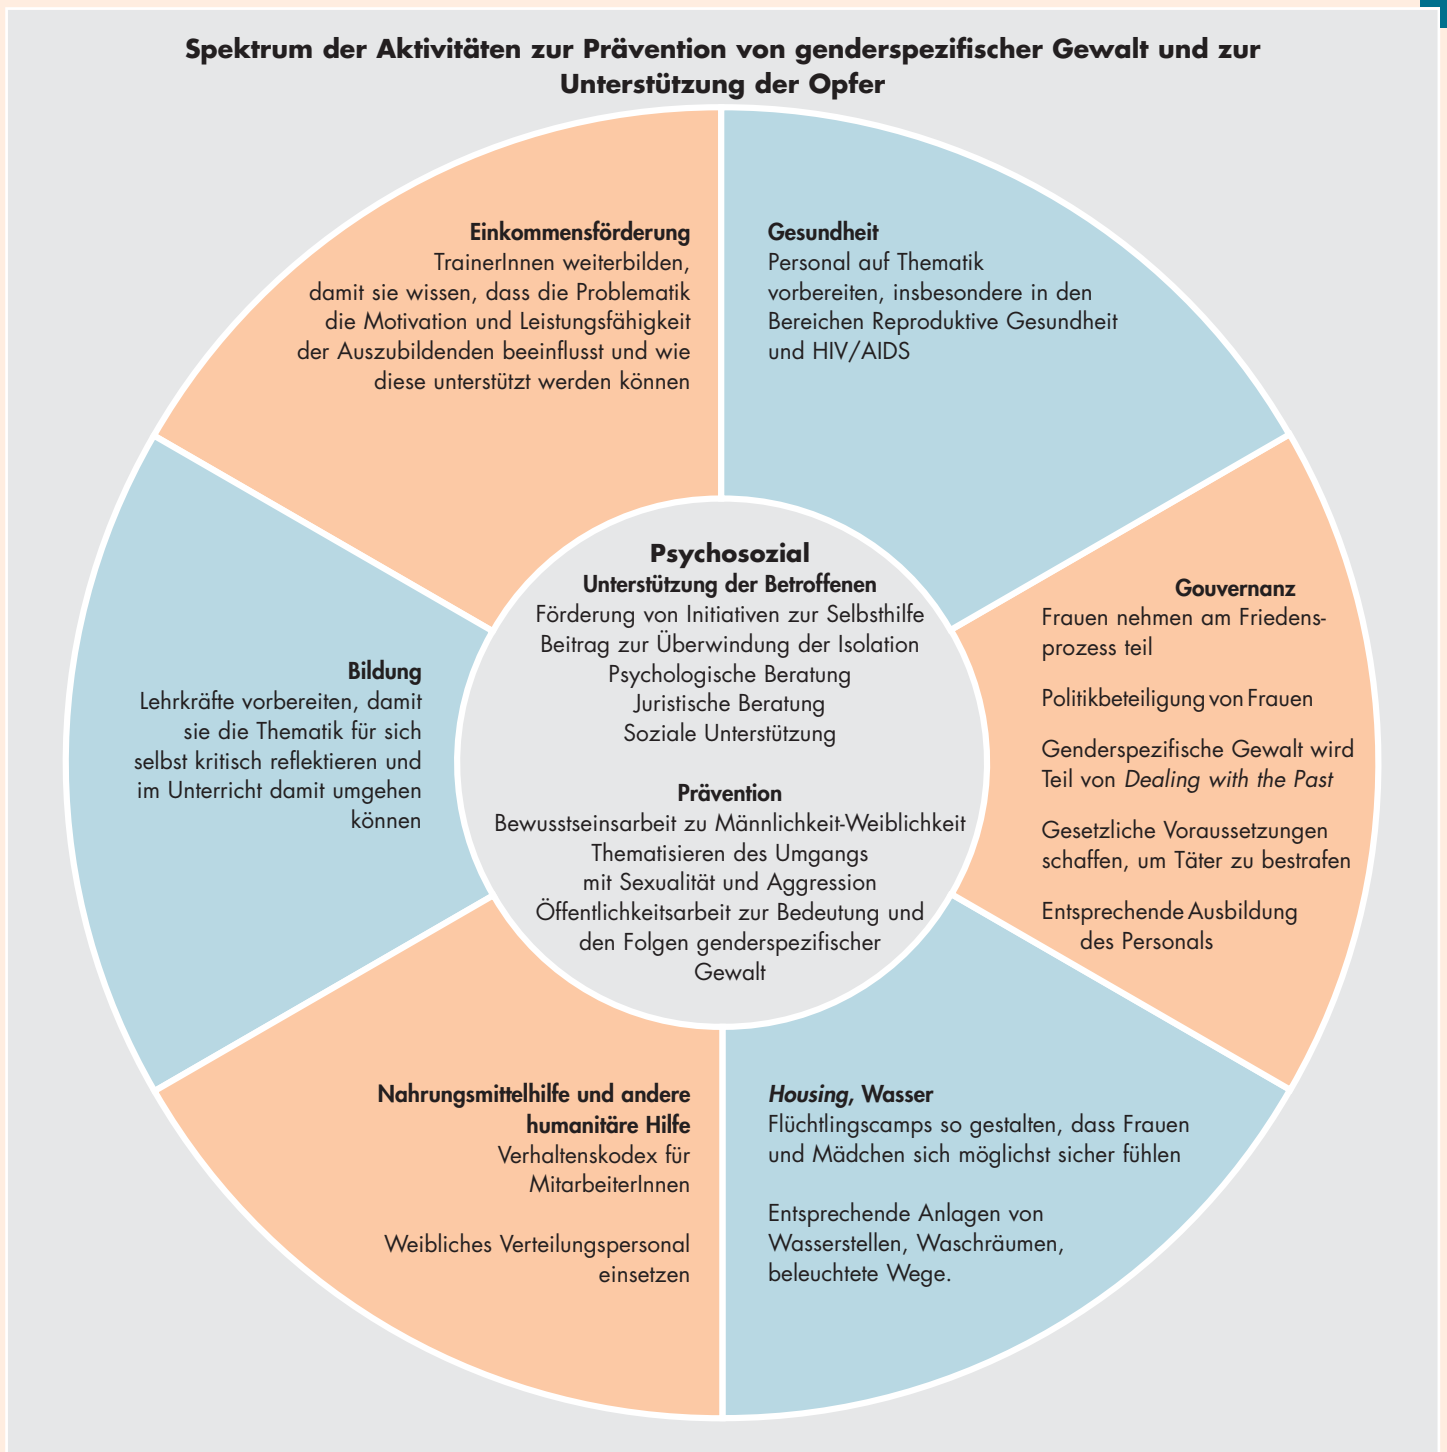 Spektrum der Aktivitäten zur Prävention von genderspezifischer Gewalt und zur
Unterstützung der Opfer
Einkommensförderung
TrainerInnen weiterbilden,
damit sie wissen, dass die Problematik
die Motivation und Leistungsfähigkeit
der Auszubildenden beeinflusst und wie
diese unterstützt werden können
Gesundheit
Personal auf Thematik
vorbereiten, insbesondere in den
Bereichen Reproduktive Gesundheit
und HIV/AIDS
Psychosozial
Unterstützung der Betroffenen
Förderung von Initiativen zur Selbsthilfe
Beitrag zur Überwindung der Isolation
Psychologische Beratung
Juristische Beratung
Soziale Unterstützung
Prävention
Bewusstseinsarbeit zu Männlichkeit-Weiblichkeit
Thematisieren des Umgangs
mit Sexualität und Aggression
Öffentlichkeitsarbeit zur Bedeutung und
den Folgen genderspezifischer
Gewalt
Gouvernanz
Frauen nehmen am Friedens-
prozess teil
Politikbeteiligung von Frauen
Genderspezifische Gewalt wird
Teil von Dealing with the Past
Gesetzliche Voraussetzungen
schaffen, um Täter zu bestrafen
Entsprechende Ausbildung
des Personals
Bildung
Lehrkräfte vorbereiten, damit
sie die Thematik für sich
selbst kritisch reflektieren und
im Unterricht damit umgehen
können
Nahrungsmittelhilfe und andere
humanitäre Hilfe
Verhaltenskodex für
MitarbeiterInnen
Weibliches Verteilungspersonal
einsetzen
Housing, Wasser
Flüchtlingscamps so gestalten, dass Frauen
und Mädchen sich möglichst sicher fühlen
Entsprechende Anlagen von
Wasserstellen, Waschräumen,
beleuchtete Wege.